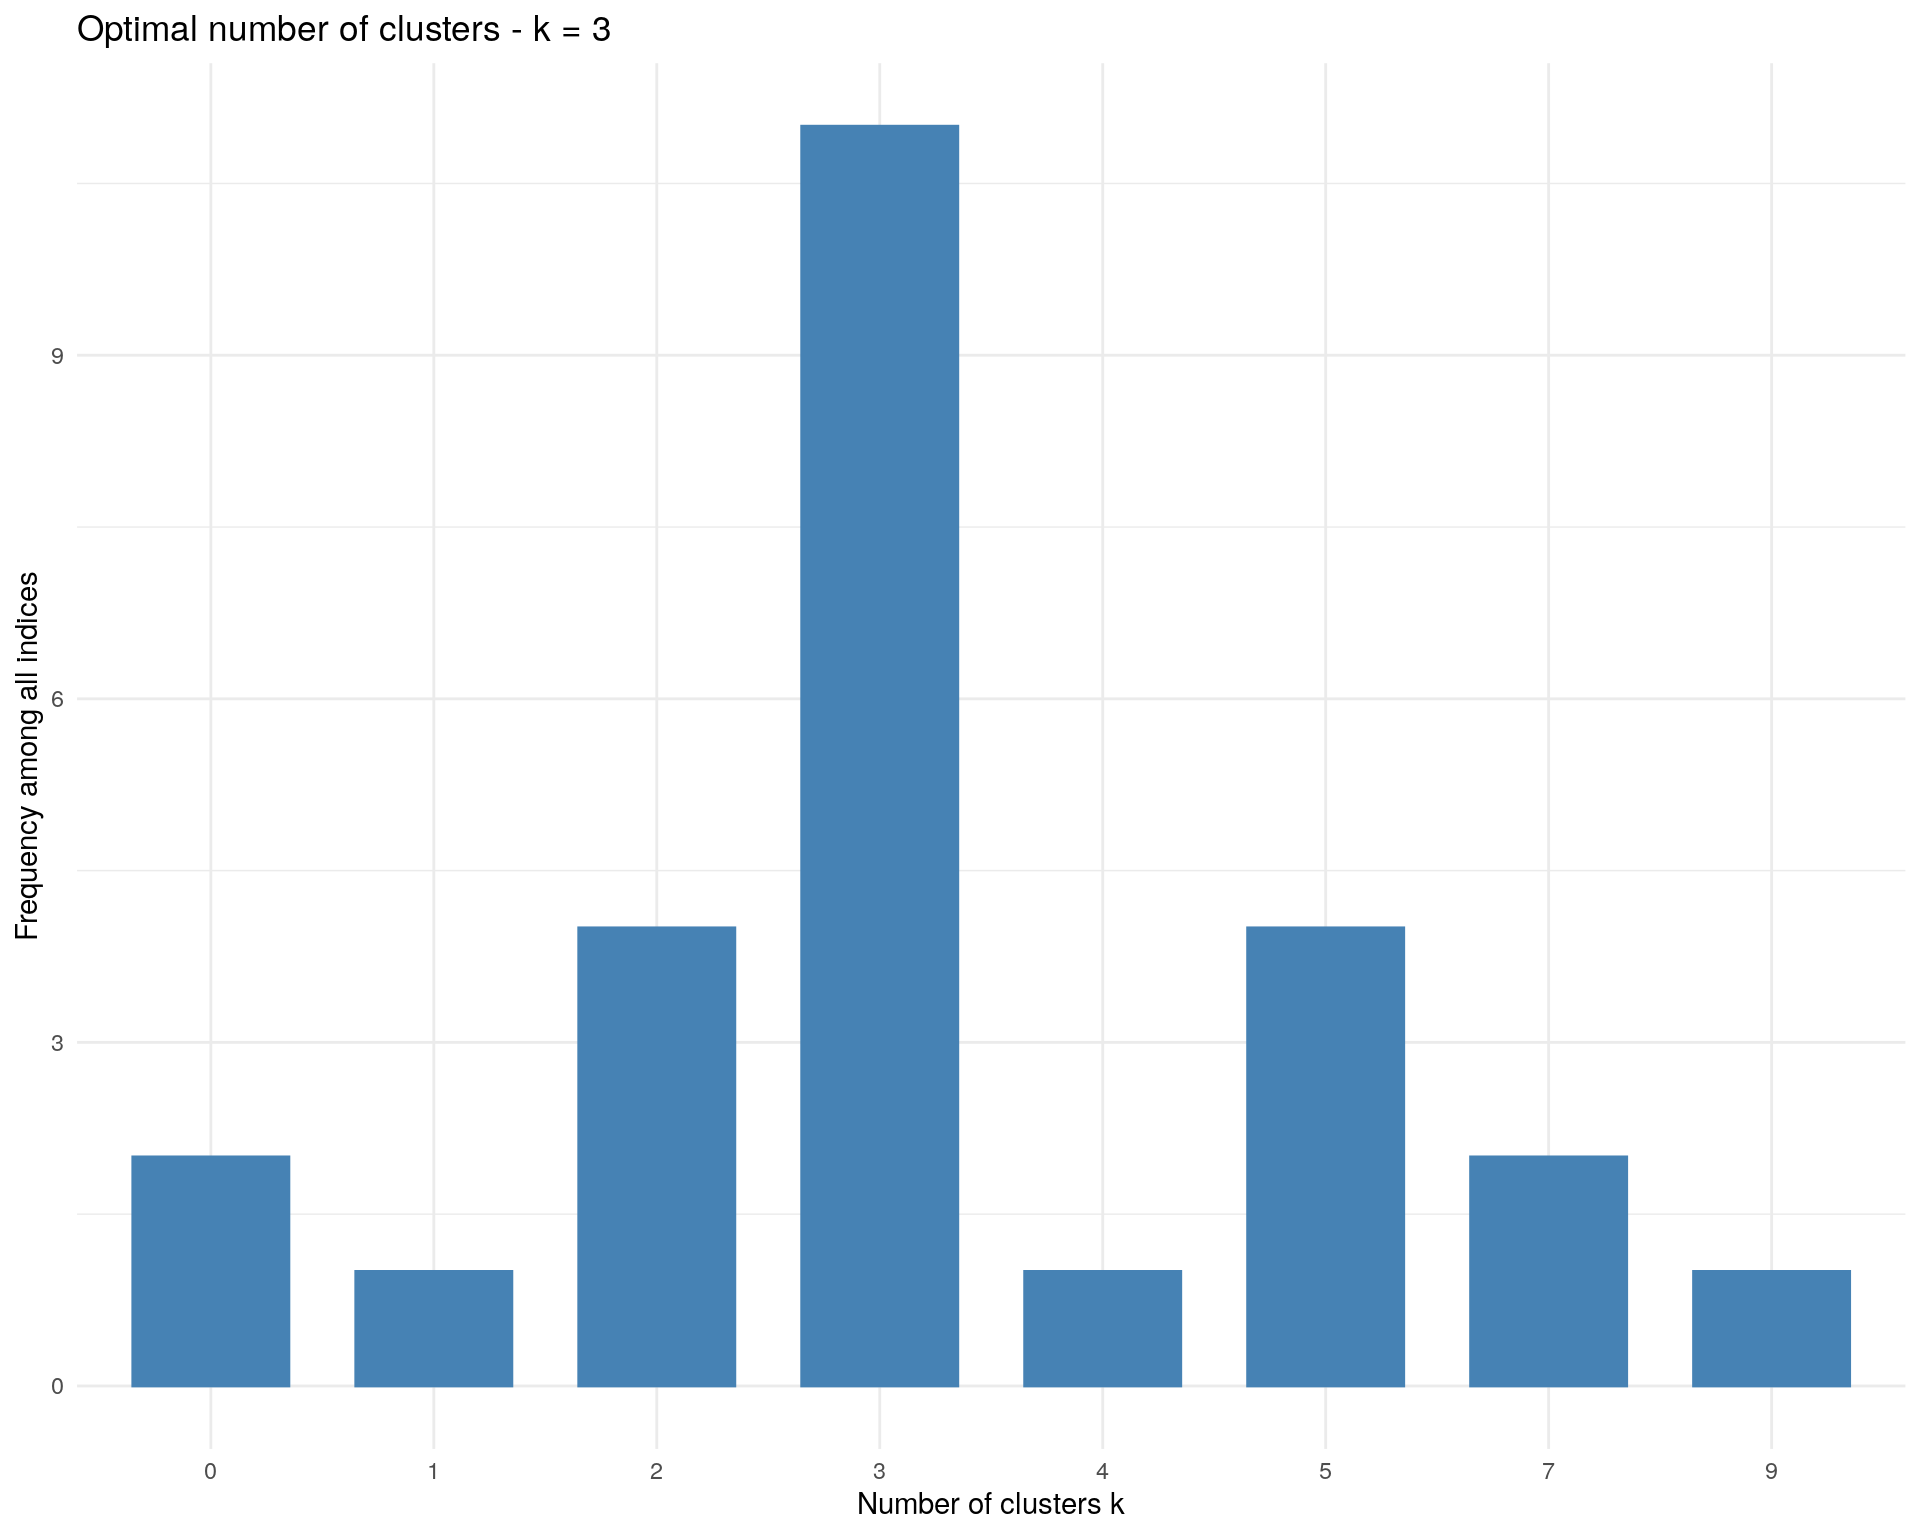 Optimal number of clusters - k = 3
Frequency among all indices
9
6
3
0
0 1 2 3 4 5 7 9
Number of clusters k